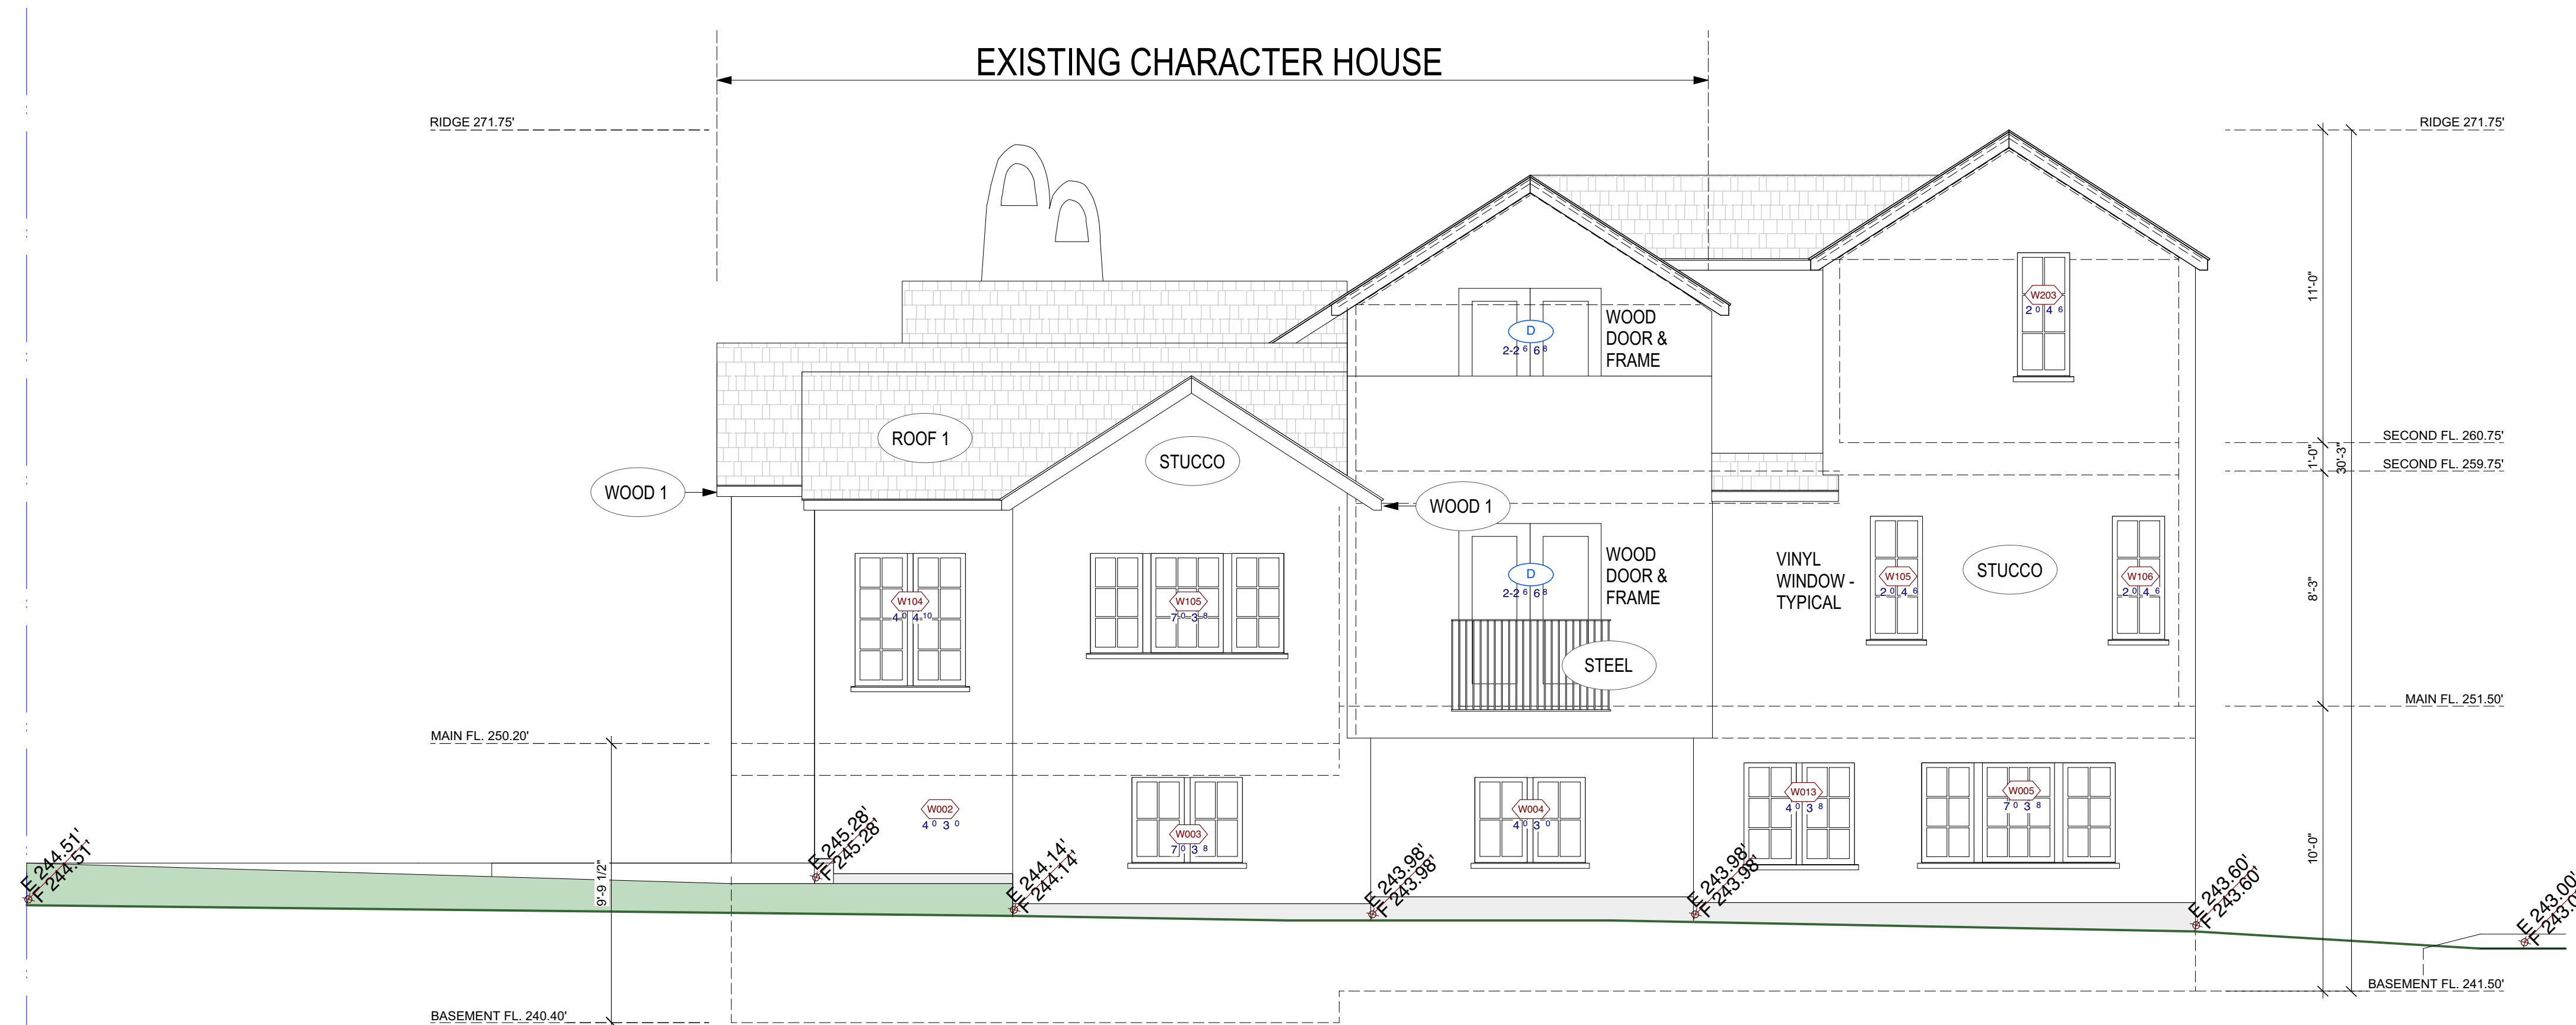 EXISTING CHARACTER HOUSE
RIDGE 271.75'
RIDGE 271.75'
11'-0"
W203
2 0 4 6
D
2-2 6 6 8
WOOD
DOOR &
FRAME
ROOF 1
STUCCO
SECOND FL. 260.75'
1'-0"
30'-3"
SECOND FL. 259.75'
WOOD 1
WOOD 1
D
2-2 6 6 8
WOOD
DOOR &
FRAME
VINYL
WINDOW -
TYPICAL
W105
2 0 4 6
STUCCO
W106
2 0 4 6
8'-3"
W104
4 0 4 10
W105
7 0 3 8
STEEL
MAIN FL. 251.50'
MAIN FL. 250.20'
W002
4 0 3 0
W003
7 0 3 8
W004
4 0 3 0
W013
4 0 3 8
W005
7 0 3 8
10'-0"
9'-9 1/2"
E 244.51'
F 244.51'
E 245.28'
F 245.28'
E 244.14'
F 244.14'
E 243.98'
F 243.98'
E 243.98'
F 243.98'
E 243.60'
F 243.60'
E 243.00'
F 243.0
BASEMENT FL. 241.50'
BASEMENT FL. 240.40'